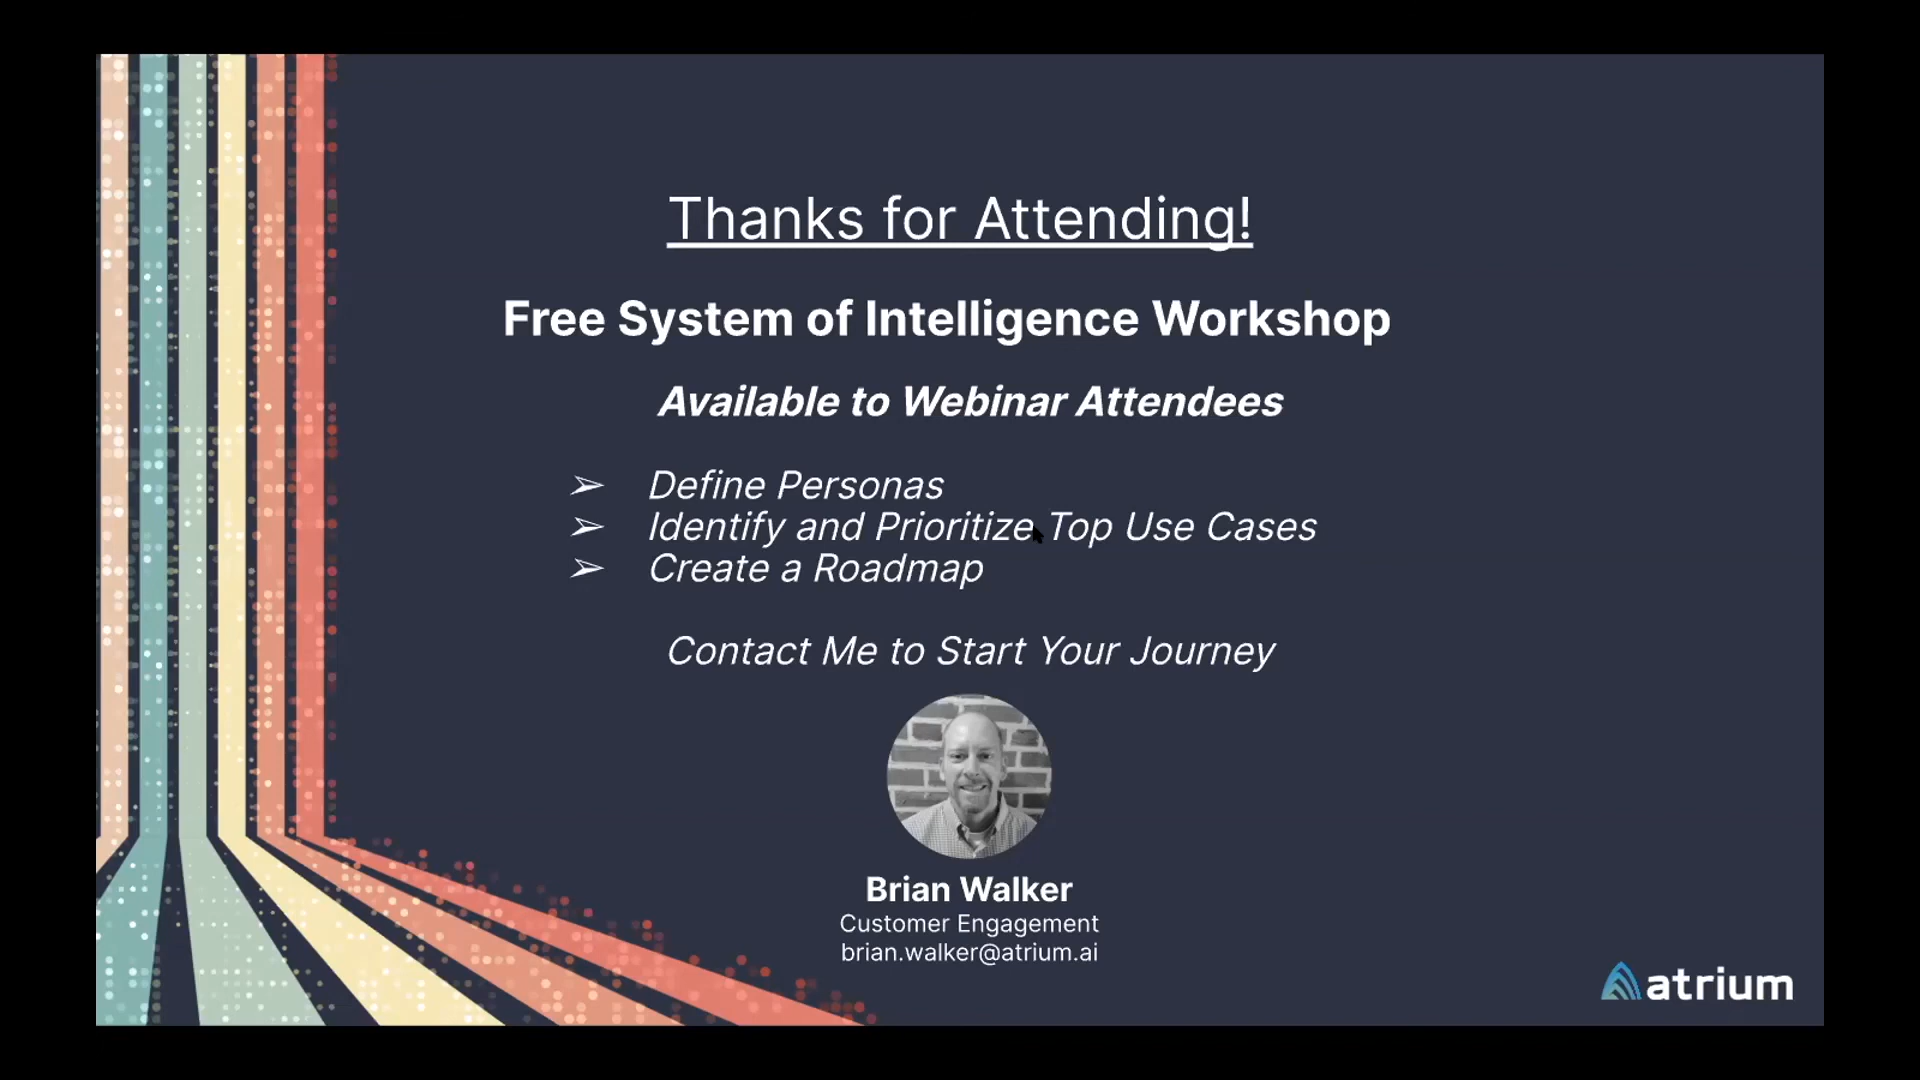 Thanks for Attending!
Free System of Intelligence Workshop
Available to Webinar Attendees
➢ Define Personas
➢ Identify and Prioritize Top Use Cases
➢ Create a Roadmap
Contact Me to Start Your Journey
Brian Walker
Customer Engagement
brian.walker@atrium.ai
atrium